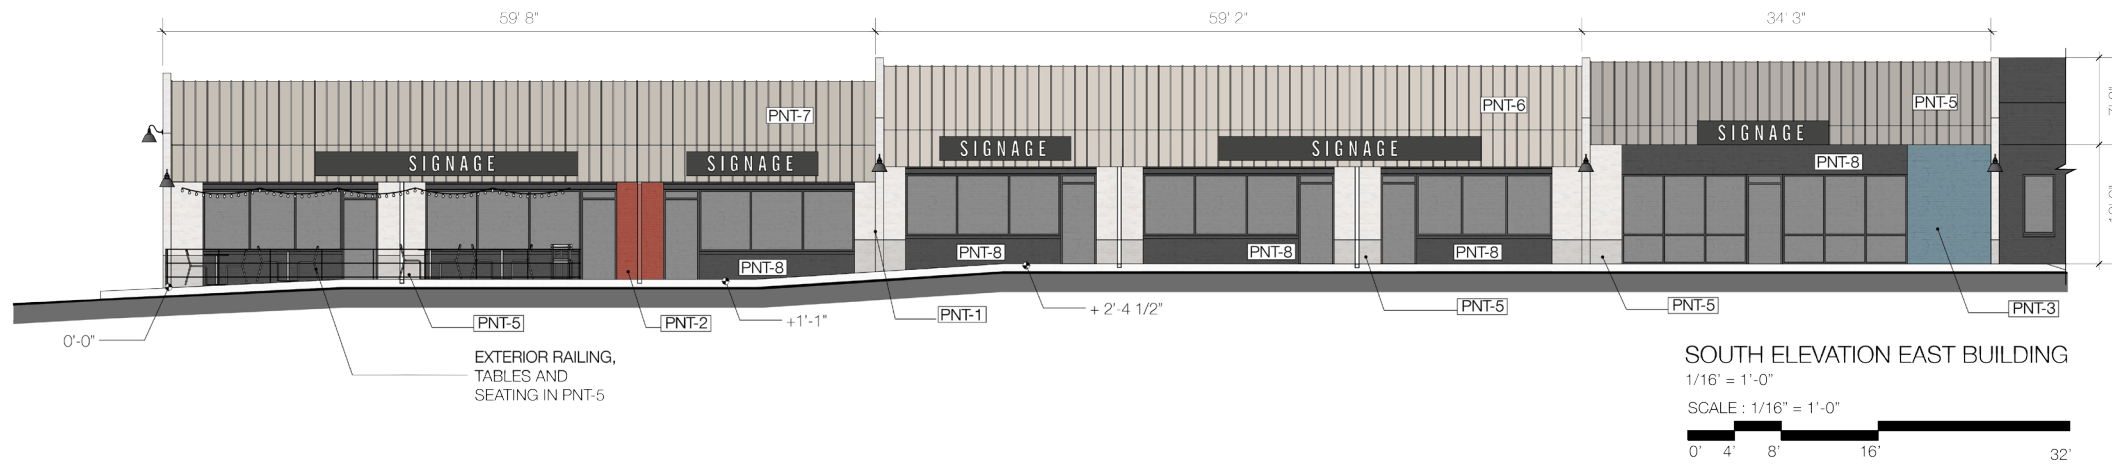 59' 8"
59' 2"
34' 3"
PNT-7
PNT-6
PNT-5
SIGNAGE
SIGNAGE
SIGNAGE
SIGNAGE
SIGNAGE
PNT-8
PNT-8
PNT-8
PNT-8
PNT-8
0'-0"
PNT-5
PNT-2
+1'-1"
PNT-1
+ 2'-4 1/2"
PNT-5
PNT-5
PNT-3
EXTERIOR RAILING,
TABLES AND
SEATING IN PNT-5
SOUTH ELEVATION EAST BUILDING
1/16' = 1'-0"
SCALE : 1/16" = 1'-0"
0' 4' 8' 16' 32'